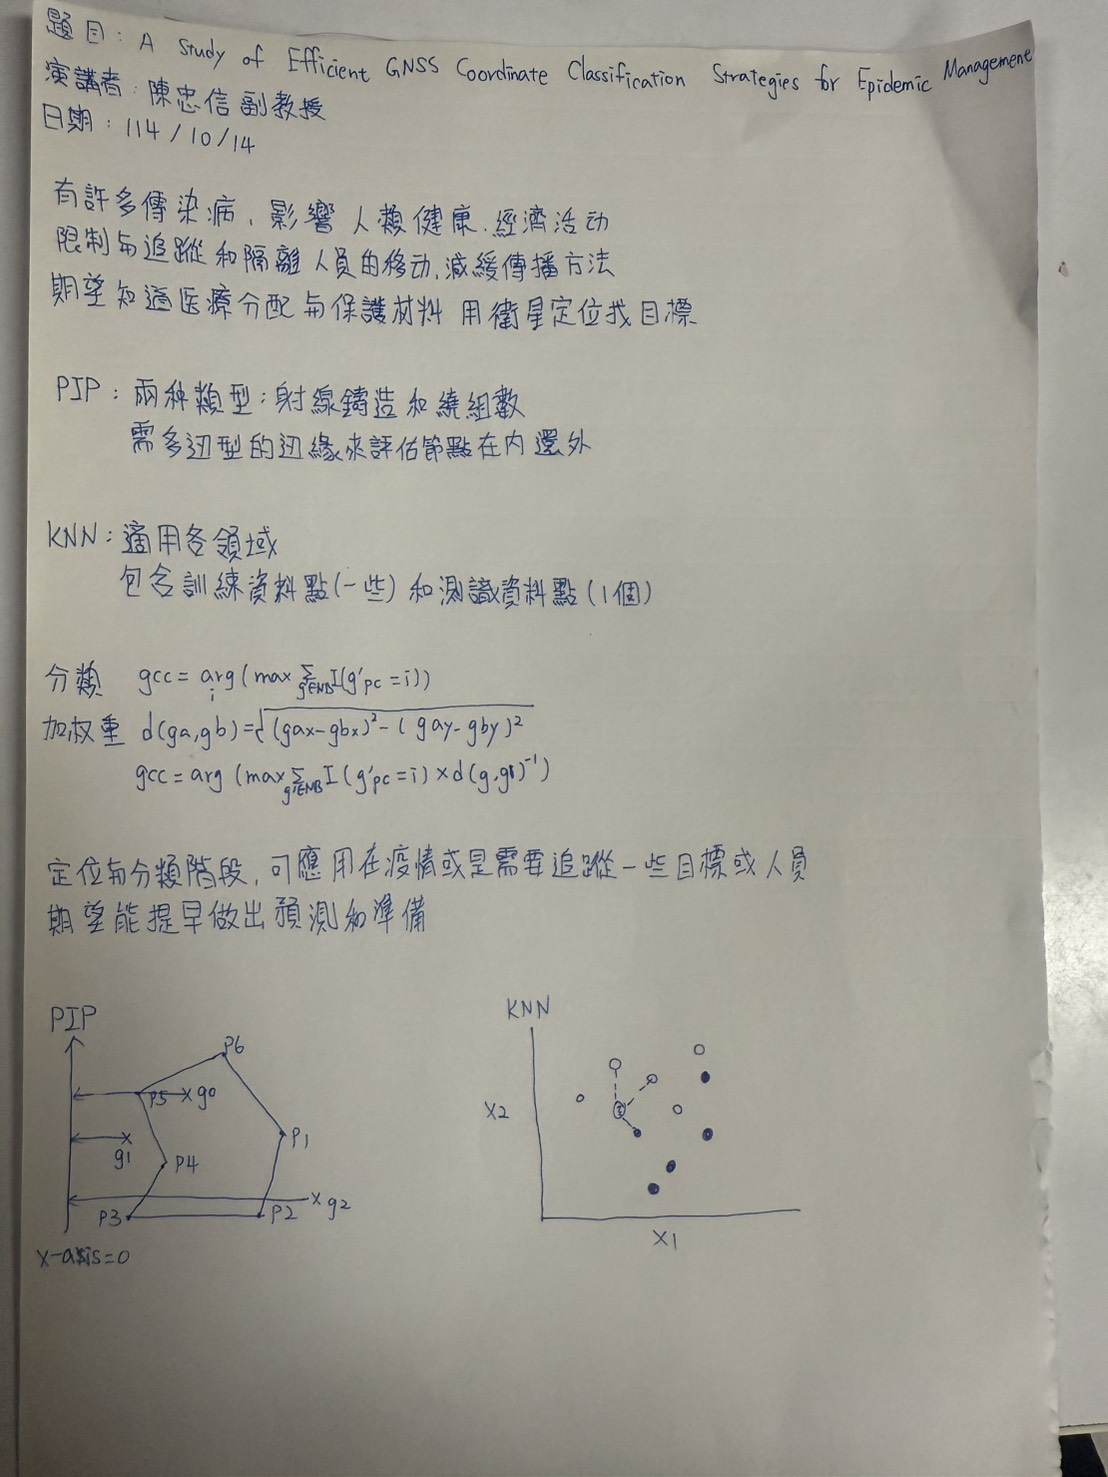 題目：A Study of Efficient GNSS Coordinate Classification Strategies for Epidemic Management
演講者：陳忠信副教授
日期：114/10/14
有許多傳染病、影響人類健康、經濟活动
限制与追蹤和隔離人員的移动,減緩傳播方法
期望知道医療分配与保護材料 用衛星定位找目標
PIP：兩种類型：射線鑄造和繞組數
需多边型的边緣來評估節點在内還外
KNN：適用各領域
包含訓練資料點(一些)和測識資料點(1個)
分類 gcc = arg i (max Σ g'∈NB I(g'pc = i))
加权重 d(ga,gb)=√(gax-gbx)²-(gay-gby)²
gcc = arg (max Σ g'∈NB I(g'pc = i) × d(g,g')⁻¹)
定位与分類階段,可應用在疫情或是需要追蹤一些目標或人員
期望能提早做出預測和準備
PIP
P6
P5 g0
P1
g1
P4
g2
P3
P2
x-axis=0
KNN
X2
X1